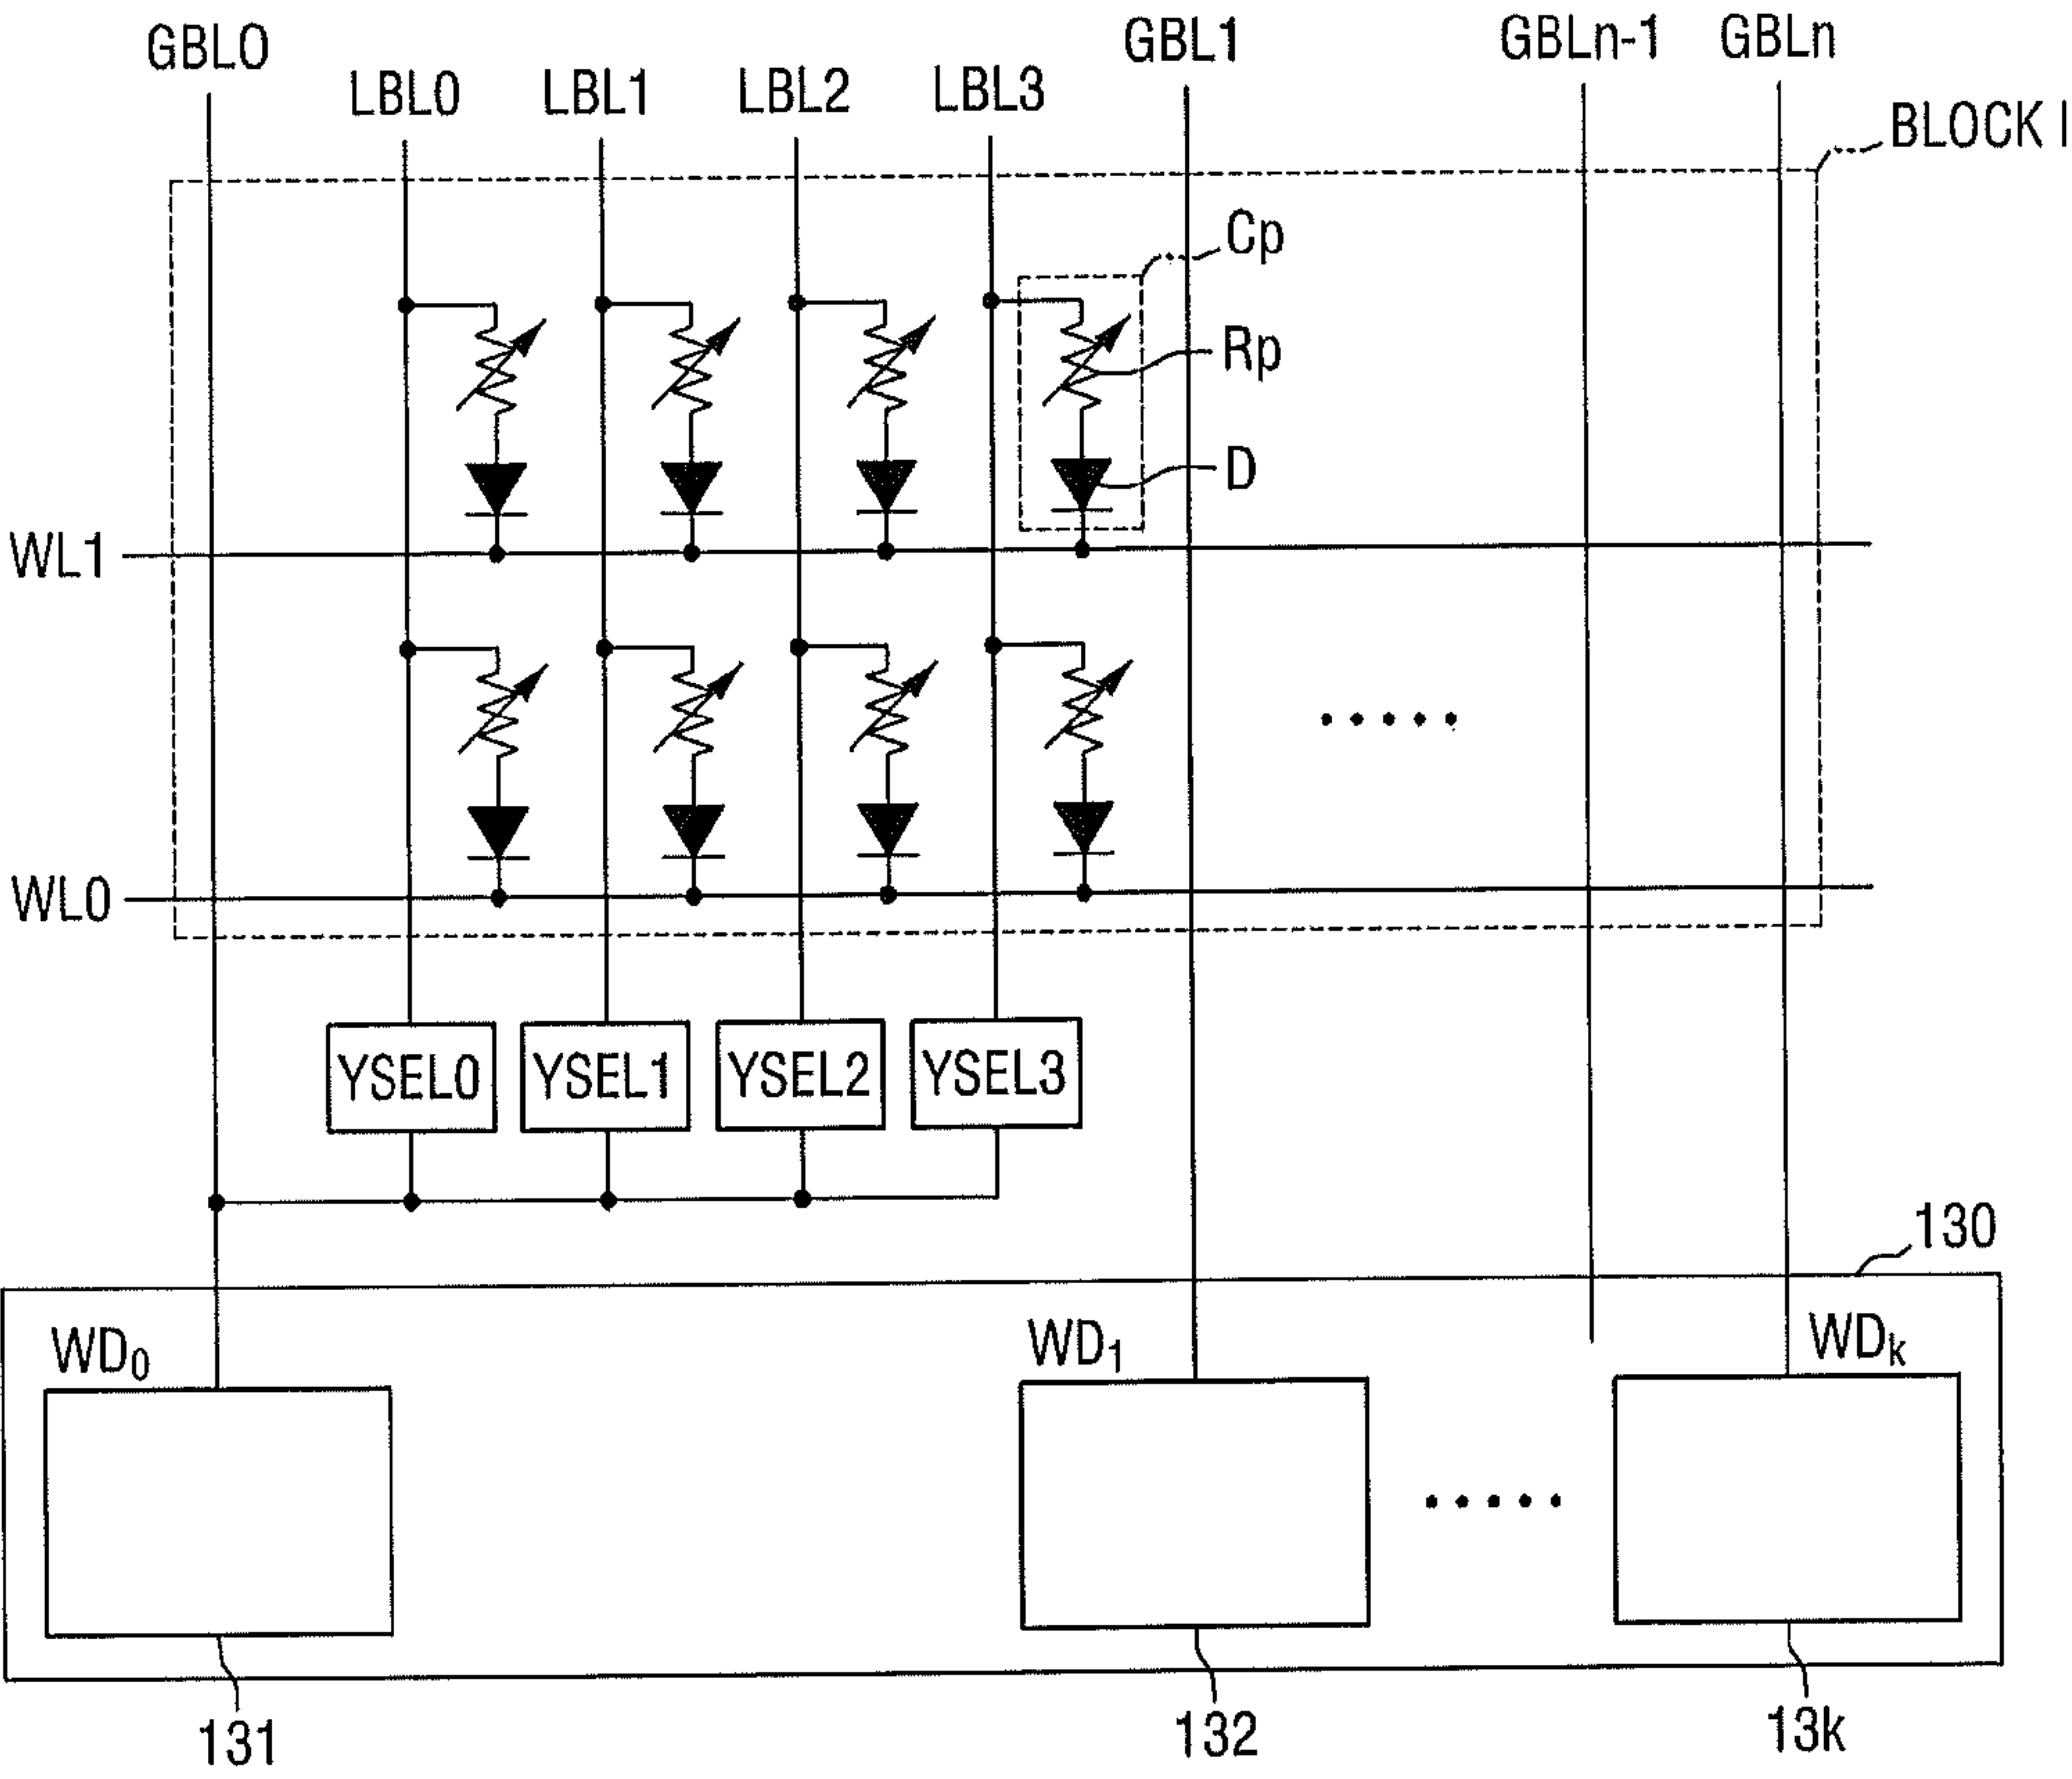 GBL0
LBL0
LBL1
LBL2
LBL3
GBL1
GBLn-1
GBLn
BLOCK I
Cp
Rp
D
WL1
WL0
YSEL0
YSEL1
YSEL2
YSEL3
130
WD0
WD1
WDk
131
132
13k